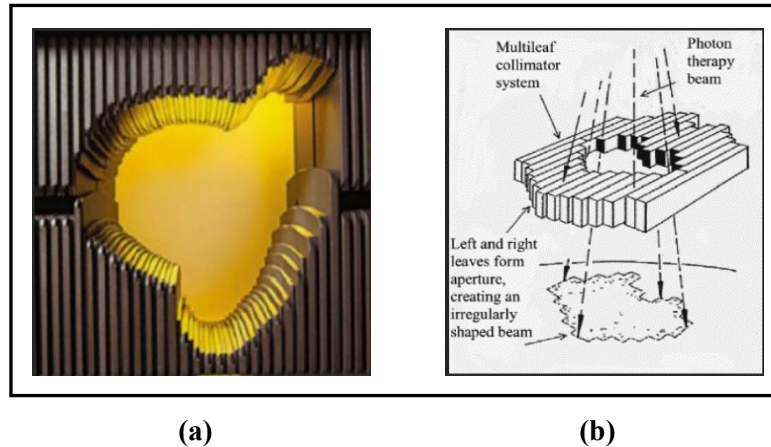 Multileaf
collimator
system
Photon
therapy
beam
Left and right
leaves form
aperture,
creating an
irregularly
shaped beam
(a)
(b)